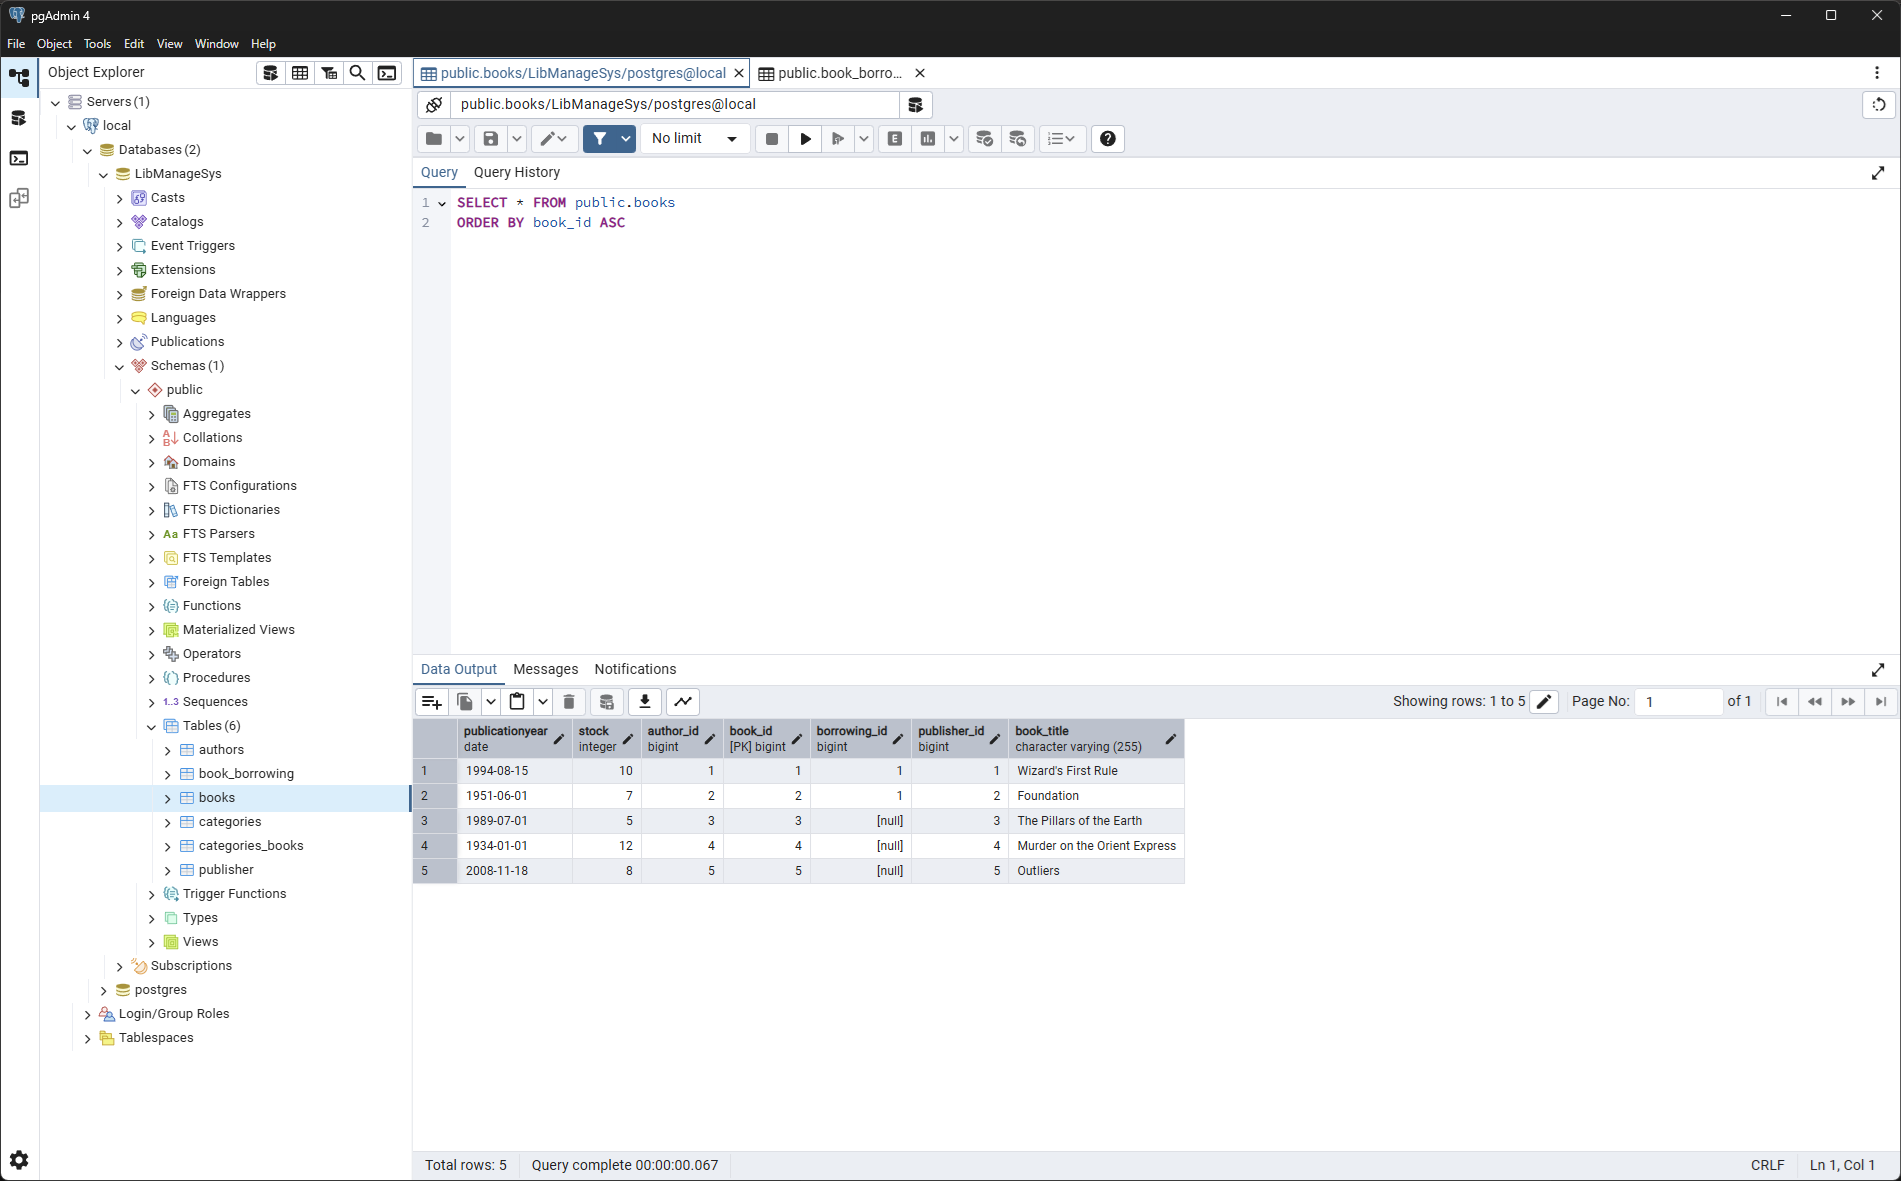 pgAdmin 4
File Object Tools Edit View Window Help
Object Explorer
Servers (1)
local
Databases (2)
LibManageSys
Casts
Catalogs
Event Triggers
Extensions
Foreign Data Wrappers
Languages
Publications
Schemas (1)
public
Aggregates
Collations
Domains
FTS Configurations
FTS Dictionaries
Aa FTS Parsers
FTS Templates
Foreign Tables
Functions
Materialized Views
Operators
Procedures
1..3 Sequences
Tables (6)
authors
book_borrowing
books
categories
categories_books
publisher
Trigger Functions
Types
Views
Subscriptions
postgres
Login/Group Roles
Tablespaces
public.books/LibManageSys/postgres@local public.book_borro...
public.books/LibManageSys/postgres@local
No limit E
Query Query History
1 SELECT * FROM public.books
2 ORDER BY book_id ASC
Data Output Messages Notifications
Showing rows: 1 to 5 Page No: 1 of 1
publicationyear stock author_id book_id borrowing_id publisher_id book_title
date integer bigint [PK] bigint bigint bigint character varying (255)
1 1994-08-15 10 1 1 1 1 Wizard's First Rule
2 1951-06-01 7 2 2 1 2 Foundation
3 1989-07-01 5 3 3 [null] 3 The Pillars of the Earth
4 1934-01-01 12 4 4 [null] 4 Murder on the Orient Express
5 2008-11-18 8 5 5 [null] 5 Outliers
Total rows: 5 Query complete 00:00:00.067 CRLF Ln 1, Col 1